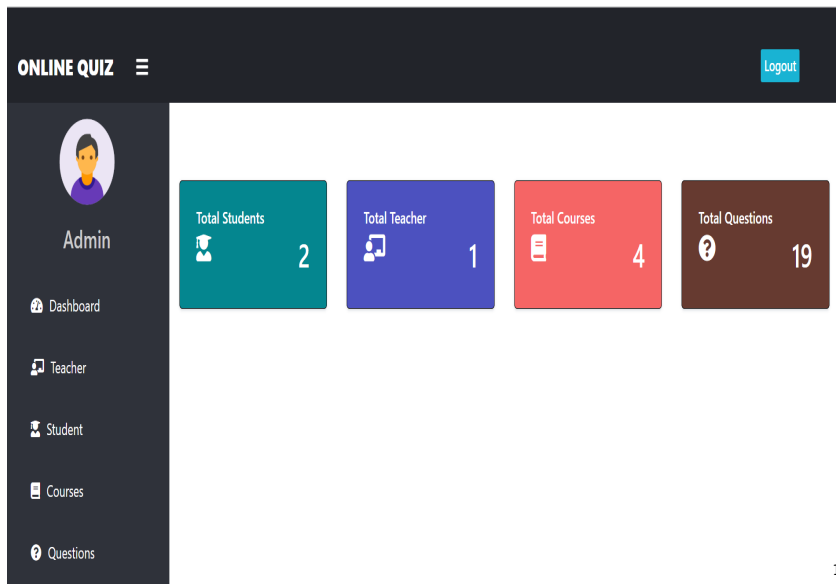 ONLINE QUIZ
Logout
Admin
Dashboard
Teacher
Student
Courses
Questions
Total Students
2
Total Teacher
1
Total Courses
4
Total Questions
19